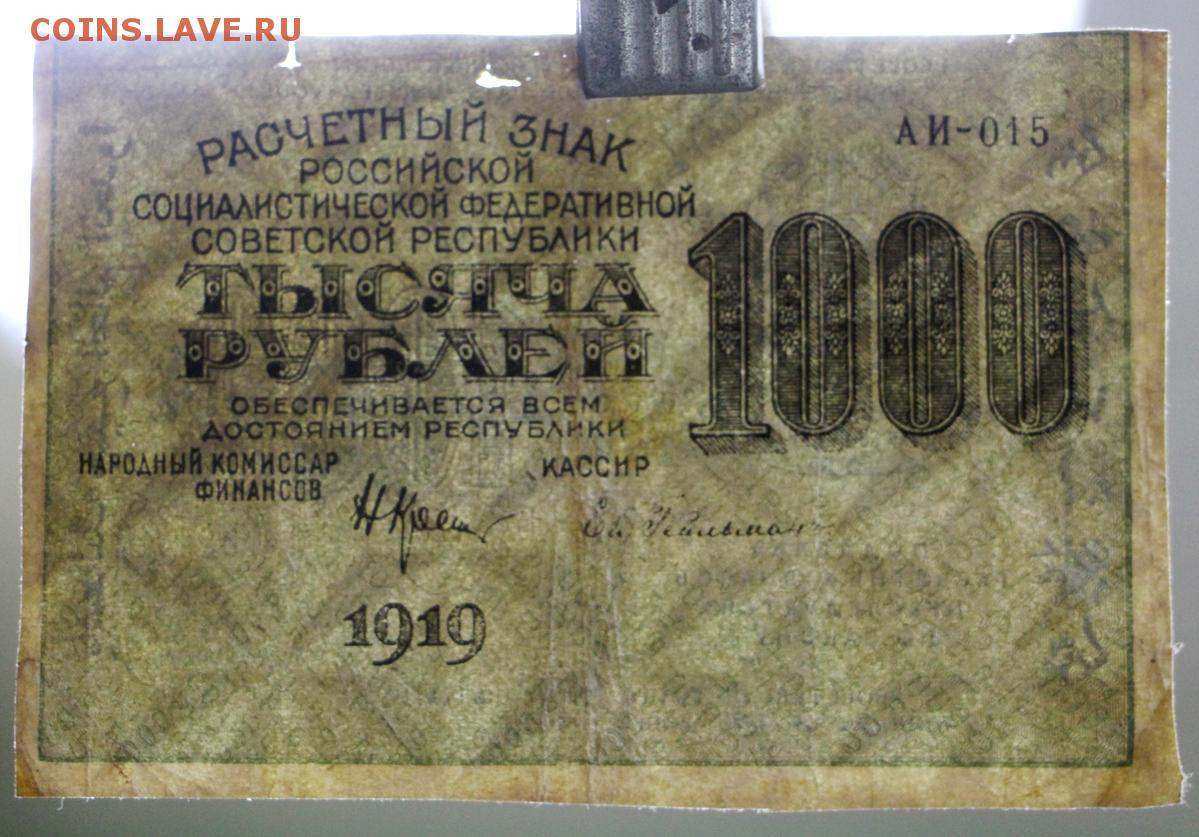 COINS.LAVE.RU
РАСЧЕТНЫЙ ЗНАК
РОССИЙСКОЙ
СОЦИАЛИСТИЧЕСКОЙ ФЕДЕРАТИВНОЙ
СОВЕТСКОЙ РЕСПУБЛИКИ
ТЫСЯЧА
РУБЛЕЙ
АИ-015
1000
ОБЕСПЕЧИВАЕТСЯ ВСЕМ
ДОСТОЯНИЕМ РЕСПУБЛИКИ
НАРОДНЫЙ КОМИССАР
ФИНАНСОВ
КАССИР
1919